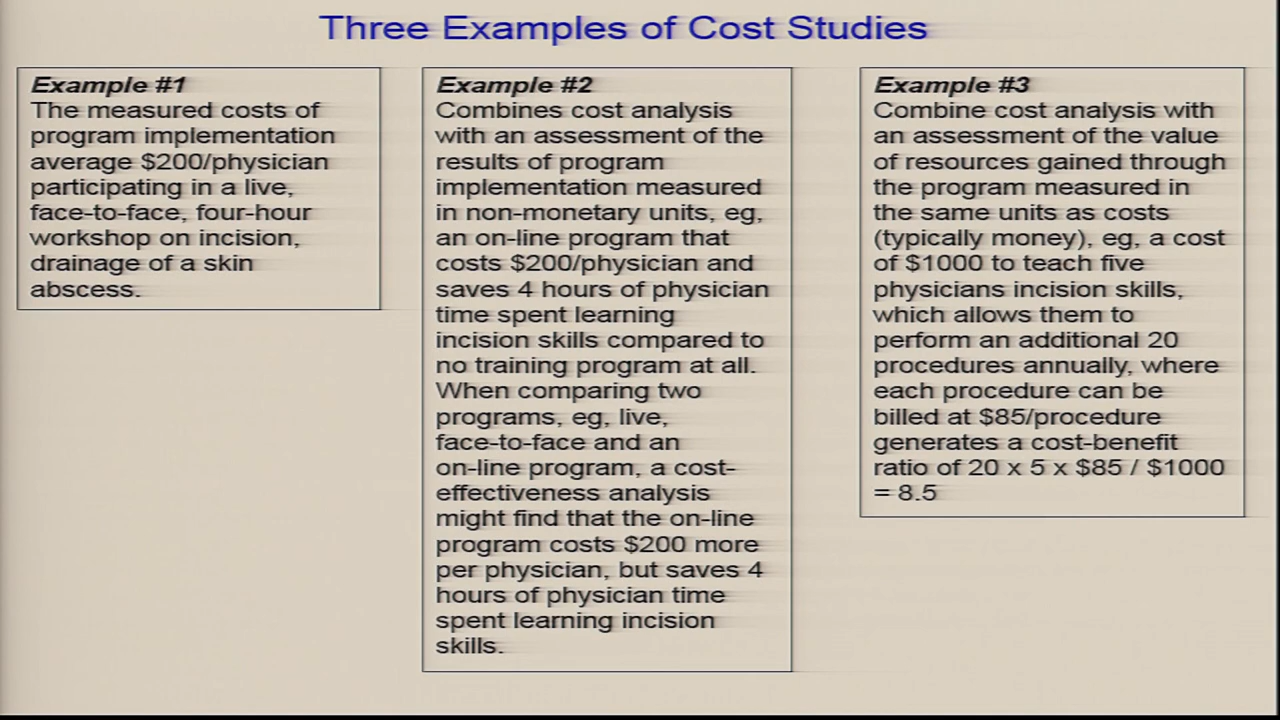 Three Examples of Cost Studies
Example #1
The measured costs of
program implementation
average $200/physician
participating in a live,
face-to-face, four-hour
workshop on incision,
drainage of a skin
abscess.
Example #2
Combines cost analysis
with an assessment of the
results of program
implementation measured
in non-monetary units, eg,
an on-line program that
costs $200/physician and
saves 4 hours of physician
time spent learning
incision skills compared to
no training program at all.
When comparing two
programs, eg, live,
face-to-face and an
on-line program, a cost-
effectiveness analysis
might find that the on-line
program costs $200 more
per physician, but saves 4
hours of physician time
spent learning incision
skills.
Example #3
Combine cost analysis with
an assessment of the value
of resources gained through
the program measured in
the same units as costs
(typically money), eg, a cost
of $1000 to teach five
physicians incision skills,
which allows them to
perform an additional 20
procedures annually, where
each procedure can be
billed at $85/procedure
generates a cost-benefit
ratio of 20 x 5 x $85 / $1000
= 8.5